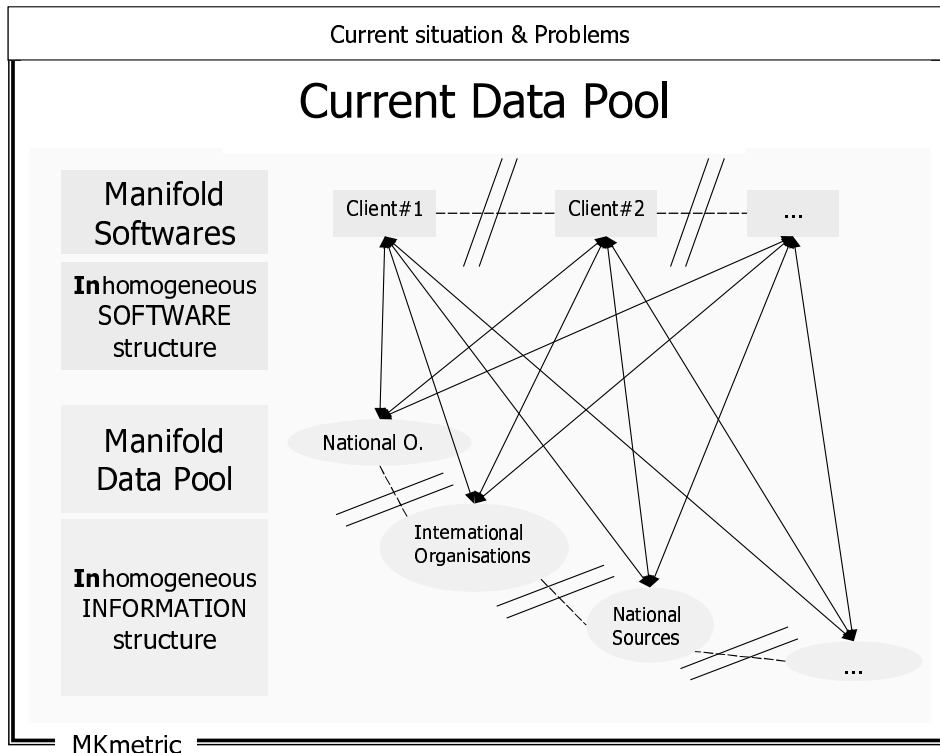 Current situation & Problems
Current Data Pool
Manifold
Softwares
Client#1
Client#2
...
Inhomogeneous
SOFTWARE
structure
Manifold
Data Pool
National O.
International
Organisations
Inhomogeneous
INFORMATION
structure
National
Sources
...
MKmetric